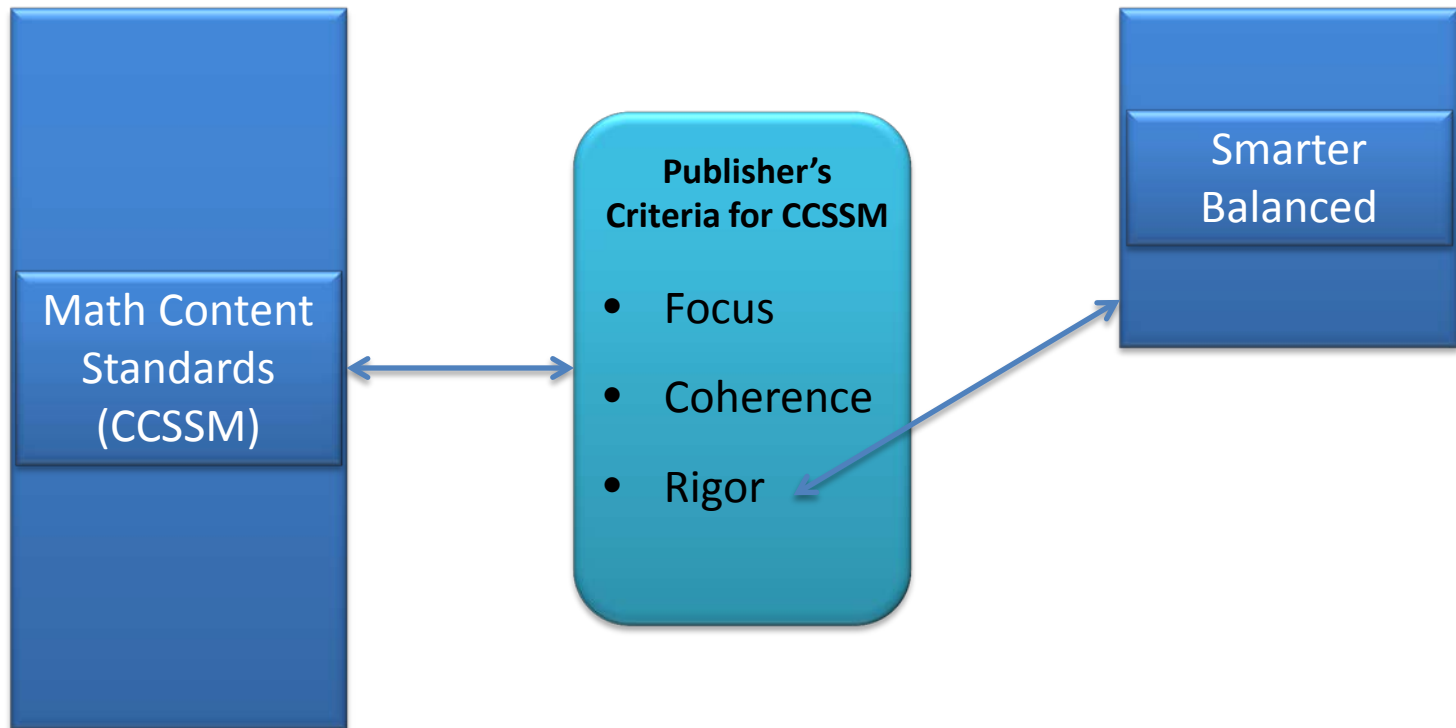 Math Content
Standards
(CCSSM)
Publisher’s
Criteria for CCSSM
• Focus
• Coherence
• Rigor
Smarter
Balanced